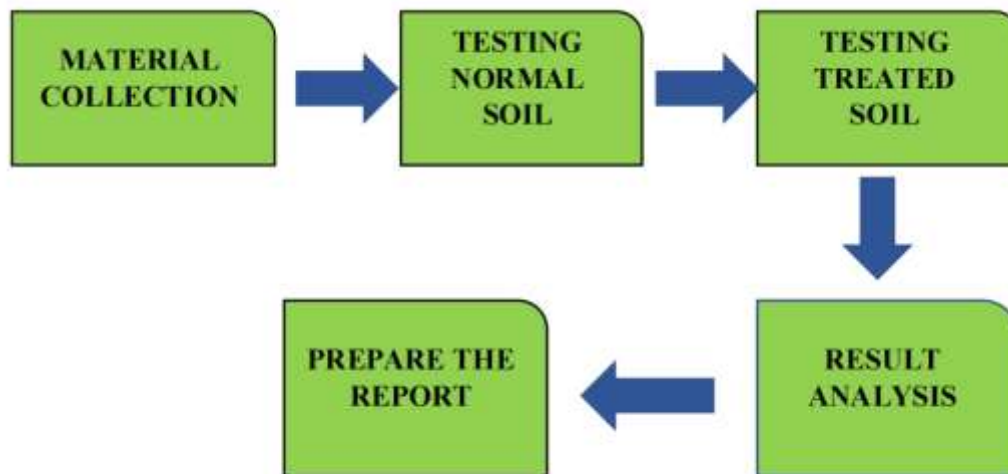 MATERIAL
COLLECTION
TESTING
NORMAL
SOIL
TESTING
TREATED
SOIL
RESULT
ANALYSIS
PREPARE THE
REPORT